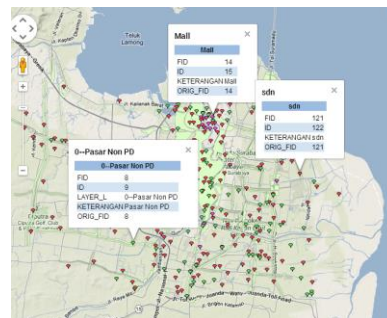 Teluk
Lamong
Mall
Mall
FID 14
ID 15
KETERANGAN Mall
ORIG_FID 14
sdn
sdn
FID 121
ID 122
KETERANGAN sdn
ORIG_FID 121
0--Pasar Non PD
0--Pasar Non PD
FID 8
ID 9
LAYER_L 0--Pasar Non PD
KETERANGAN Pasar Non PD
ORIG_FID 8